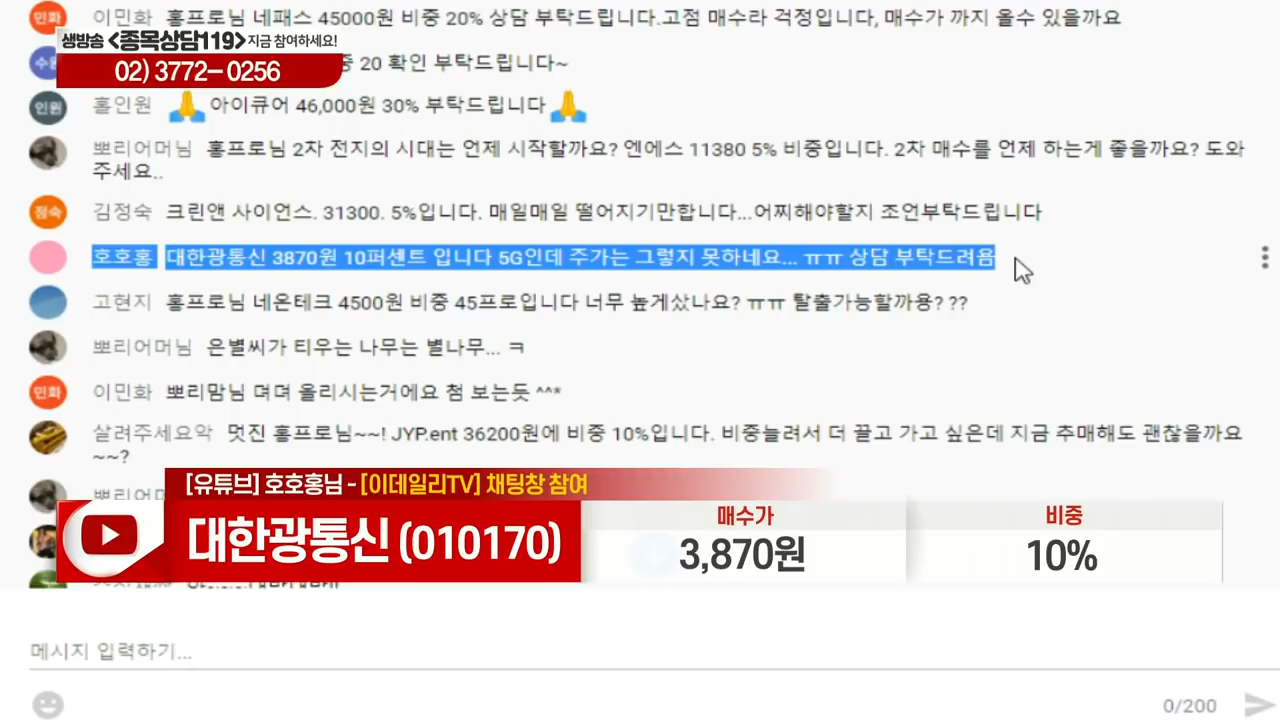 이민화 홍프로님 네패스 45000원 비중 20% 상담 부탁드립니다.고점 매수라 걱정입니다, 매수가 까지 올수 있을까요
생방송 <종목상담119> 지금 참여하세요!
02) 3772-0256
중 20 확인 부탁드립니다~
홍인원 🙏 아이큐어 46,000원 30% 부탁드립니다 🙏
뽀리어머님 홍프로님 2차 전지의 시대는 언제 시작할까요? 엔에스 11380 5% 비중입니다. 2차 매수를 언제 하는게 좋을까요? 도와
주세요..
김정숙 크린앤 사이언스. 31300. 5%입니다. 매일매일 떨어지기만합니다...어찌해야할지 조언부탁드립니다
호호홍 대한광통신 3870원 10퍼센트 입니다 5G인데 주가는 그렇지 못하네요... ㅠㅠ 상담 부탁드려욤
고현지 홍프로님 네온테크 4500원 비중 45프로입니다 너무 높게샀나요? ㅠㅠ 탈출가능할까용? ??
뽀리어머님 은별씨가 티우는 나무는 별나무... ㅋ
이민화 뽀리맘님 며며 올리시는거에요 첨 보는듯 ^^*
살려주세요악 멋진 홍프로님~~! JYP.ent 36200원에 비중 10%입니다. 비중늘려서 더 끌고 가고 싶은데 지금 추매해도 괜찮을까요
~~?
뽀리어
[유튜브] 호호홍님 - [이데일리TV] 채팅창 참여
대한광통신 (010170)
매수가
3,870원
비중
10%
메시지 입력하기...
0/200